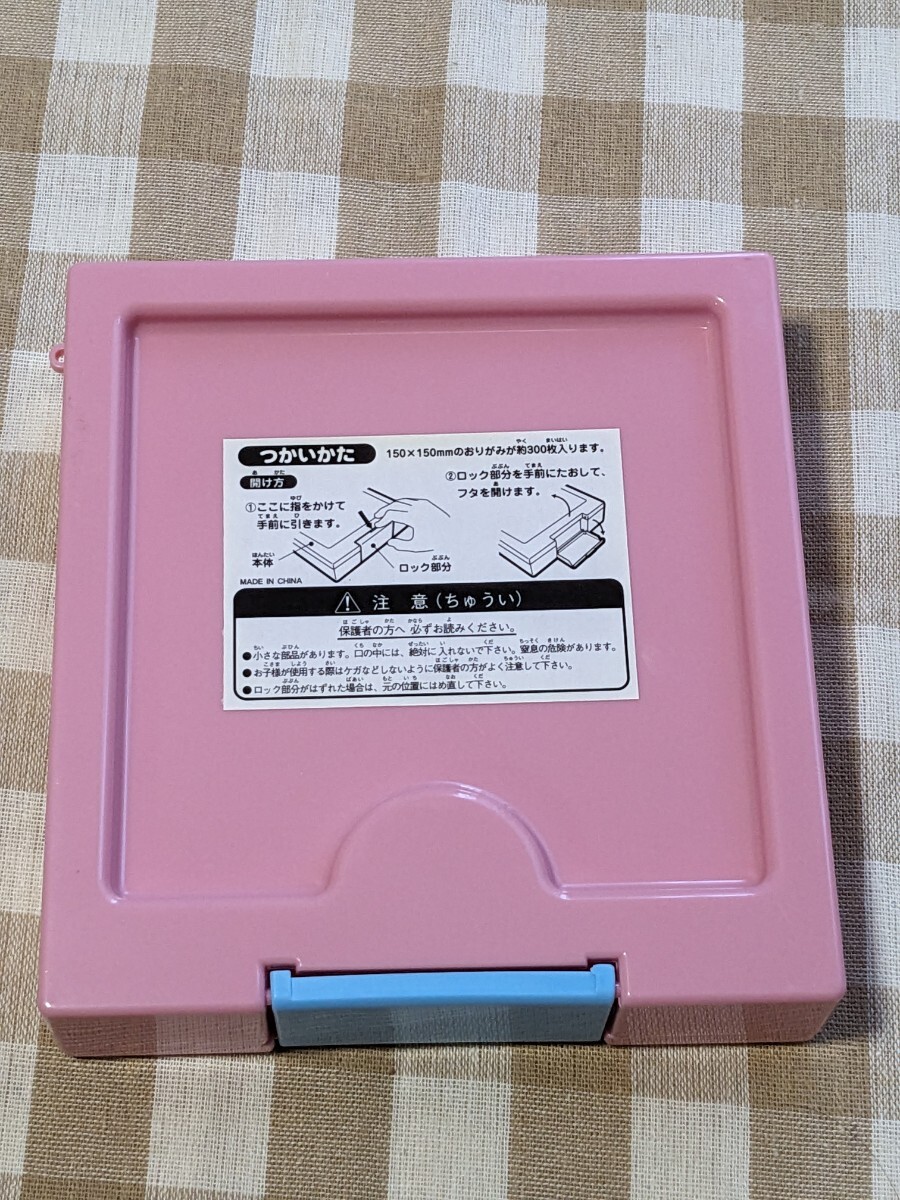 つかいかた
150×150mmのおりがみが約300枚入ります。
開け方
①ここに指をかけて
手前に引きます。
本体
ロック部分
②ロック部分を手前にたおして、
フタを開けます。
MADE IN CHINA
注 意(ちゅうい)
保護者の方へ 必ずお読みください。
●小さな部品があります。口の中には、絶対に入れないで下さい。窒息の危険があります。
●お子様が使用する際はケガなどしないように保護者の方がよく注意して下さい。
●ロック部分がはずれた場合は、元の位置にはめ直して下さい。